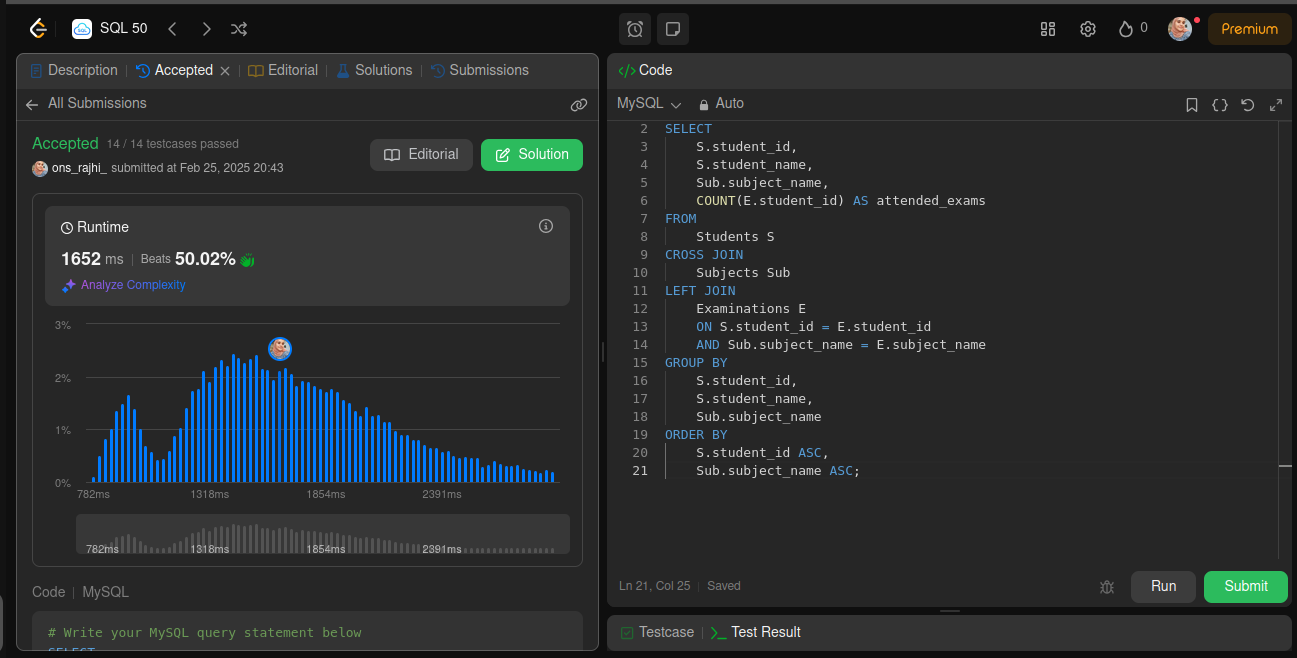 SQL 50
0
Premium
Description
Accepted
Editorial
Solutions
Submissions
All Submissions
Accepted 14 / 14 testcases passed
ons_rajhi_ submitted at Feb 25, 2025 20:43
Editorial
Solution
Runtime
1652 ms | Beats 50.02%
Analyze Complexity
3%
2%
1%
0%
782ms 1318ms 1854ms 2391ms
782ms 1318ms 1854ms 2391ms
Code | MySQL
# Write your MySQL query statement below
SELECT
</> Code
MySQL Auto
2 SELECT
3 S.student_id,
4 S.student_name,
5 Sub.subject_name,
6 COUNT(E.student_id) AS attended_exams
7 FROM
8 Students S
9 CROSS JOIN
10 Subjects Sub
11 LEFT JOIN
12 Examinations E
13 ON S.student_id = E.student_id
14 AND Sub.subject_name = E.subject_name
15 GROUP BY
16 S.student_id,
17 S.student_name,
18 Sub.subject_name
19 ORDER BY
20 S.student_id ASC,
21 Sub.subject_name ASC;
Ln 21, Col 25 | Saved
Run
Submit
Testcase | >_ Test Result